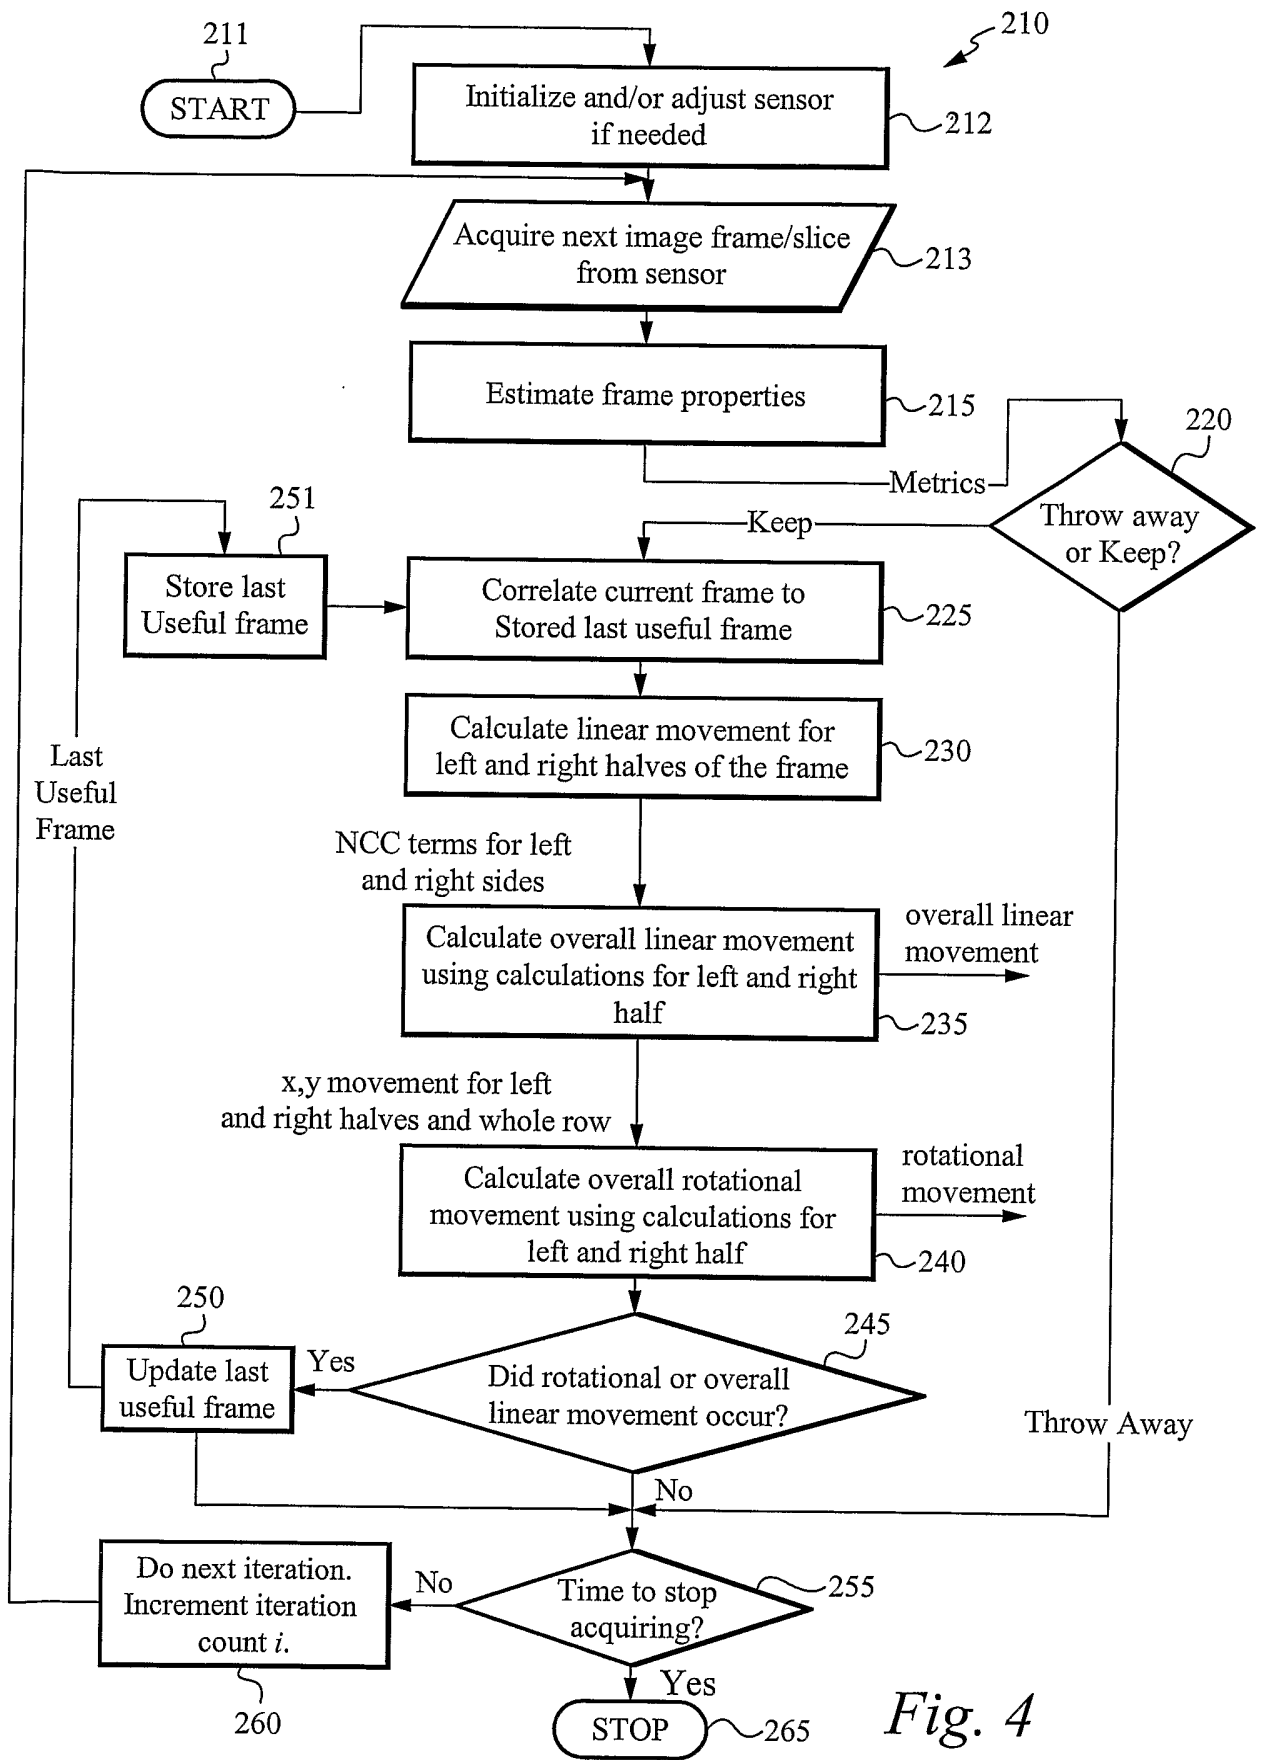 210
211
START
Initialize and/or adjust sensor
if needed
212
Acquire next image frame/slice
from sensor
213
Estimate frame properties
215
Metrics
220
Throw away
or Keep?
Keep
251
Store last
Useful frame
Correlate current frame to
Stored last useful frame
225
Calculate linear movement for
left and right halves of the frame
230
Last
Useful
Frame
NCC terms for left
and right sides
Calculate overall linear movement
using calculations for left and right
half
overall linear
movement
235
x,y movement for left
and right halves and whole row
Calculate overall rotational
movement using calculations for
left and right half
rotational
movement
240
250
Update last
useful frame
Yes
Did rotational or overall
linear movement occur?
245
Throw Away
No
Do next iteration.
Increment iteration
count i.
No
Time to stop
acquiring?
255
260
Yes
STOP
265
Fig. 4